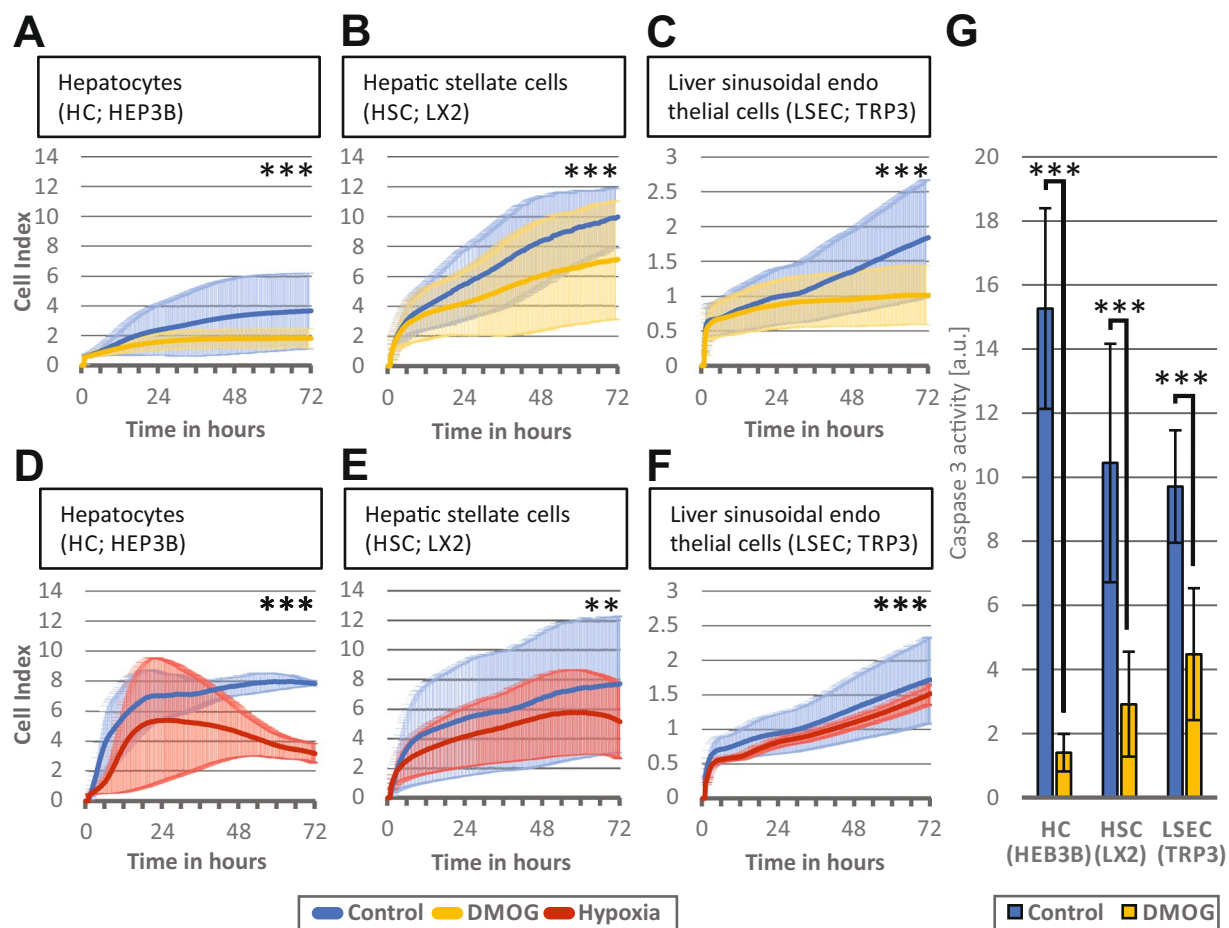 A
B
C
G
Hepatocytes
(HC; HEP3B)
Hepatic stellate cells
(HSC; LX2)
Liver sinusoidal endo
thelial cells (LSEC; TRP3)
14
12
10
8
6
4
2
0
Cell Index
***
0 24 48 72
Time in hours
14
12
10
8
6
4
2
0
***
0 24 48 72
Time in hours
3
2.5
2
1.5
1
0.5
0
***
0 24 48 72
Time in hours
D
E
F
Hepatocytes
(HC; HEP3B)
Hepatic stellate cells
(HSC; LX2)
Liver sinusoidal endo
thelial cells (LSEC; TRP3)
14
12
10
8
6
4
2
0
Cell Index
***
0 24 48 72
Time in hours
14
12
10
8
6
4
2
0
**
0 24 48 72
Time in hours
3
2.5
2
1.5
1
0.5
0
***
0 24 48 72
Time in hours
Control DMOG Hypoxia
20
18
16
14
12
10
8
6
4
2
0
Caspase 3 activity [a.u.]
***
***
***
HC
(HEB3B)
HSC
(LX2)
LSEC
(TRP3)
Control DMOG